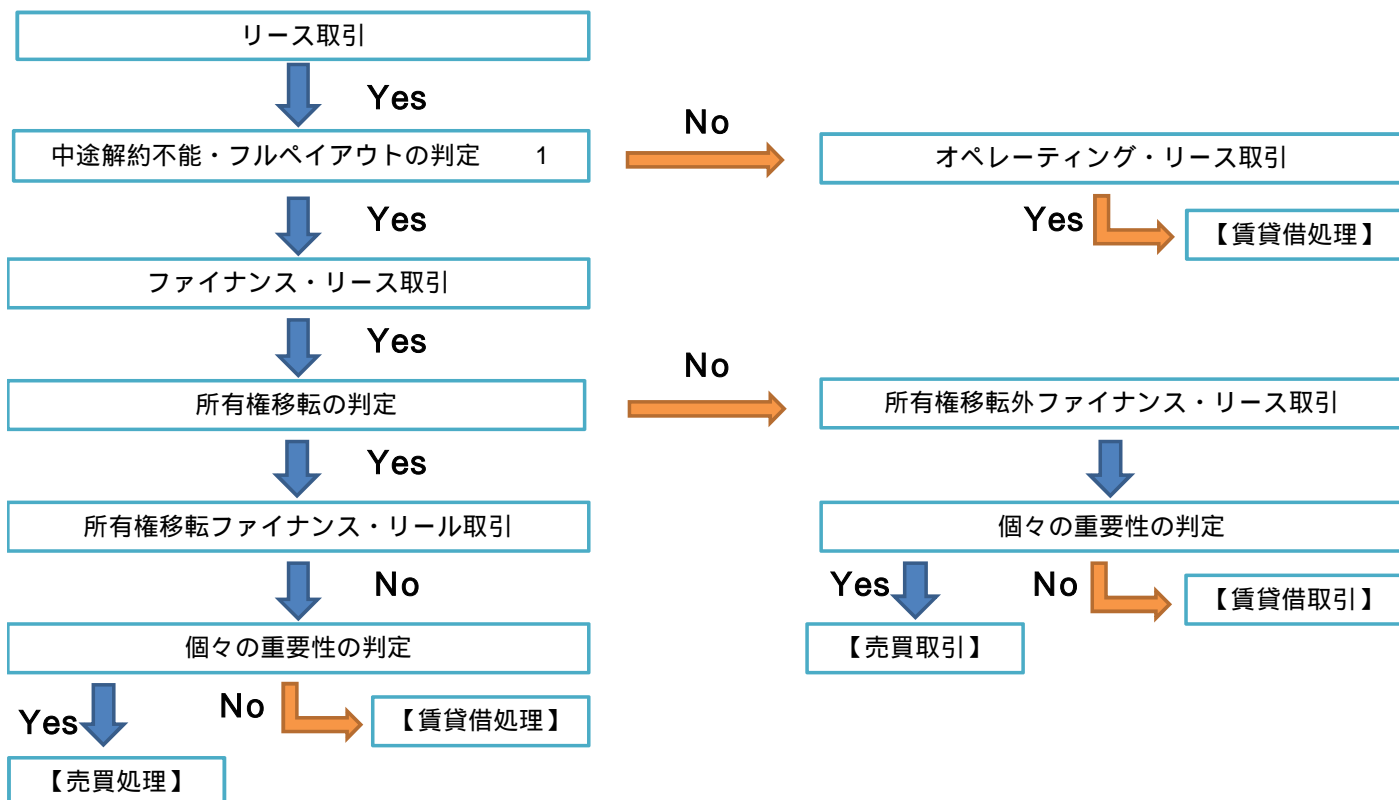 リース取引
Yes
中途解約不能・フルペイアウトの判定　　1
No
オペレーティング・リース取引
Yes
Yes
【賃貸借処理】
ファイナンス・リース取引
Yes
所有権移転の判定
No
所有権移転外ファイナンス・リース取引
Yes
所有権移転ファイナンス・リール取引
個々の重要性の判定
No
Yes
No
【賃貸借取引】
個々の重要性の判定
【売買取引】
Yes
No
【賃貸借処理】
【売買処理】